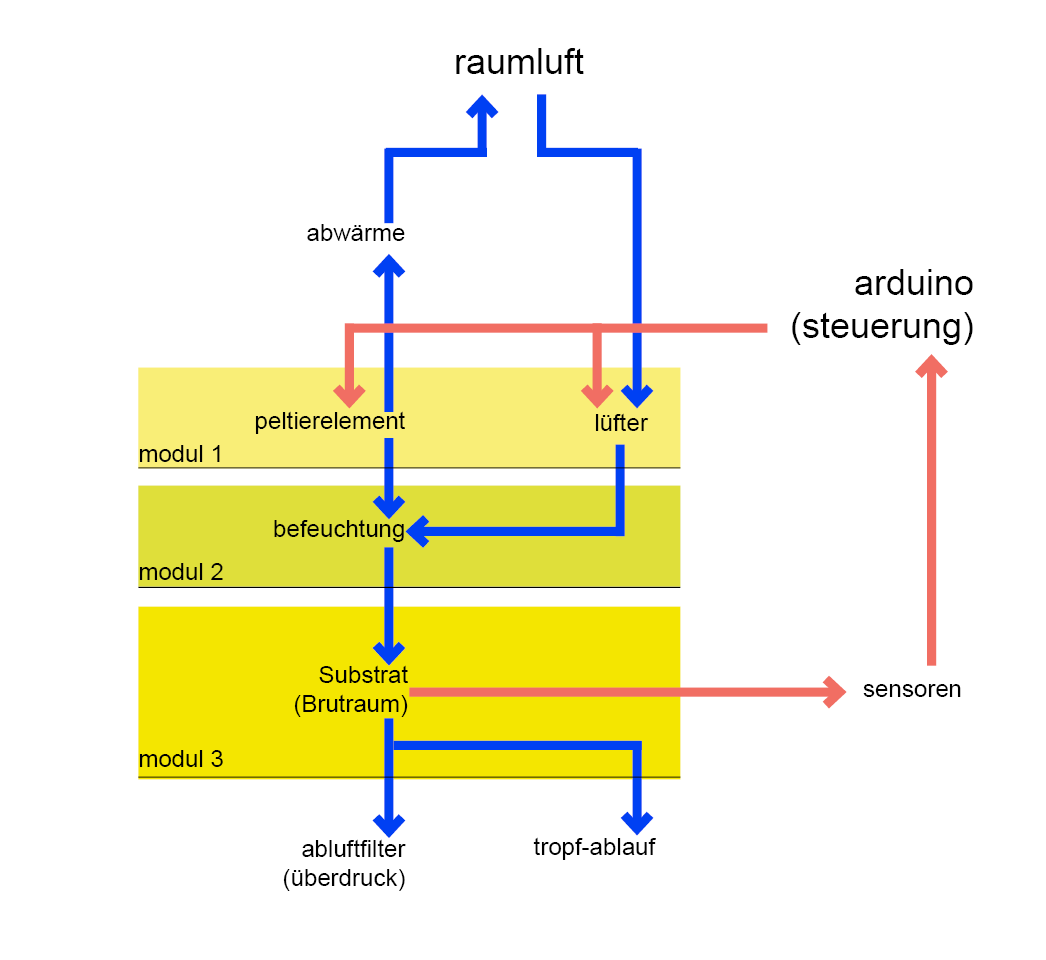 raumluft
abwärme
arduino
(steuerung)
peltierelement
lüfter
modul 1
befeuchtung
modul 2
Substrat
(Brutraum)
sensoren
modul 3
abluftfilter
(überdruck)
tropf-ablauf